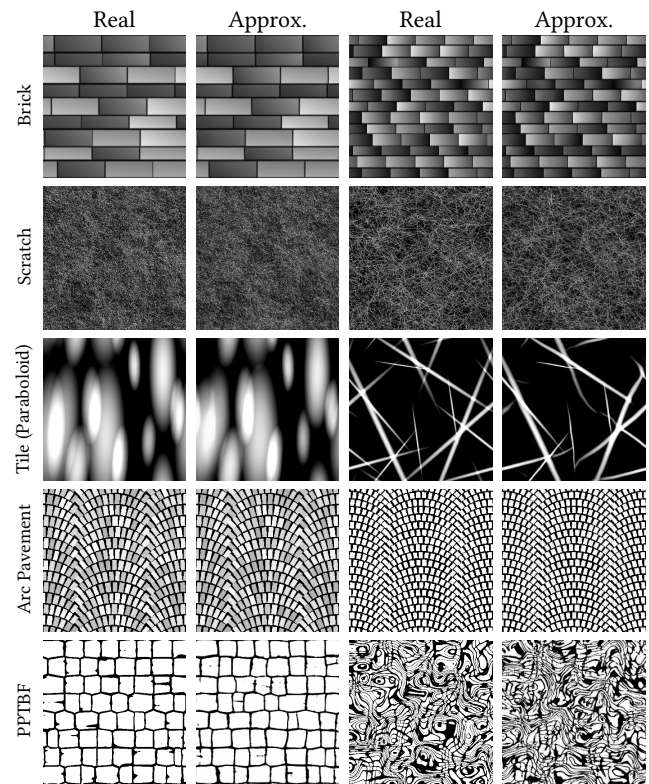 Real Approx. Real Approx.
Brick
Scratch
Tile (Paraboloid)
Arc Pavement
PPTBF